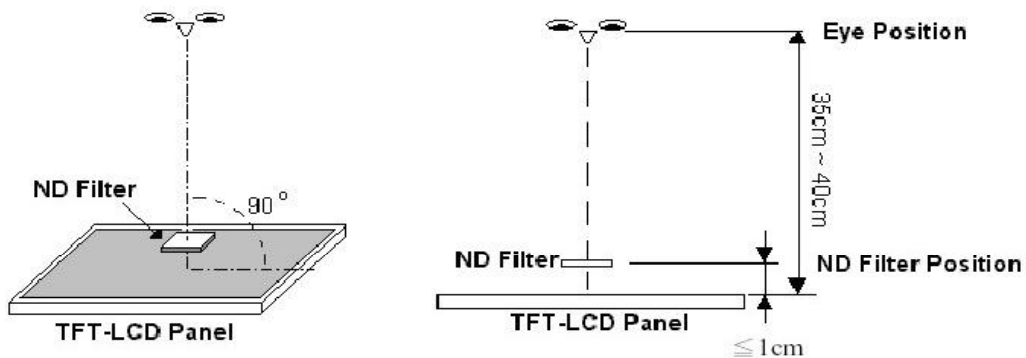 ND Filter
90°
TFT-LCD Panel
Eye Position
35cm ~ 40cm
ND Filter
ND Filter Position
TFT-LCD Panel
≦1cm